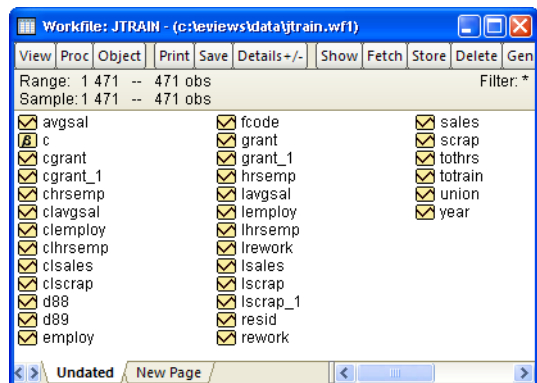 Workfile: JTRAIN - (c:\eviews\data\jtrain.wf1)
View Proc Object Print Save Details+/- Show Fetch Store Delete Gen
Range: 1 471 -- 471 obs Filter: *
Sample: 1 471 -- 471 obs
avgsal
β c
cgrant
cgrant_1
chrsemp
clavgsal
clemploy
clhrsemp
clsales
clscrap
d88
d89
employ
fcode
grant
grant_1
hrsemp
lavgsal
lemploy
lhrsemp
lrework
lsales
lscrap
lscrap_1
resid
rework
sales
scrap
tothrs
totrain
union
year
Undated New Page